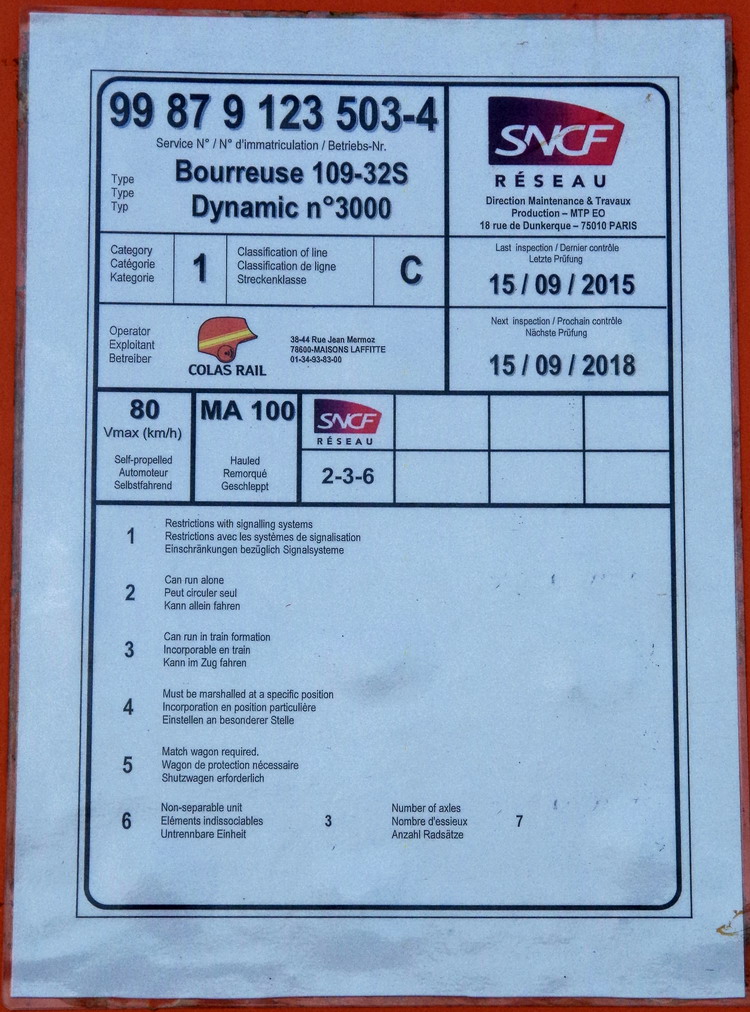 99 87 9 123 503-4
Service N° / N° d'immatriculation / Betriebs-Nr.
Type
Type
Typ
Bourreuse 109-32S
Dynamic n°3000
SNCF
RÉSEAU
Direction Maintenance & Travaux
Production – MTP EO
18 rue de Dunkerque – 75010 PARIS
Category
Catégorie
Kategorie
1
Classification of line
Classification de ligne
Streckenklasse
C
Last inspection / Dernier contrôle
Letzte Prüfung
15 / 09 / 2015
Operator
Exploitant
Betreiber
COLAS RAIL
38-44 Rue Jean Mermoz
78600-MAISONS LAFFITTE
01-34-93-83-00
Next inspection / Prochain contrôle
Nächste Prüfung
15 / 09 / 2018
80
Vmax (km/h)
Self-propelled
Automoteur
Selbstfahrend
MA 100
Hauled
Remorqué
Geschleppt
SNCF
RÉSEAU
2-3-6
1
Restrictions with signalling systems
Restrictions avec les systèmes de signalisation
Einschränkungen bezüglich Signalsysteme
2
Can run alone
Peut circuler seul
Kann allein fahren
3
Can run in train formation
Incorporable en train
Kann im Zug fahren
4
Must be marshalled at a specific position
Incorporation en position particulière
Einstellen an besonderer Stelle
5
Match wagon required.
Wagon de protection nécessaire
Shutzwagen erforderlich
6
Non-separable unit
Eléments indissociables
Untrennbare Einheit
3
Number of axles
Nombre d'essieux
Anzahl Radsätze
7